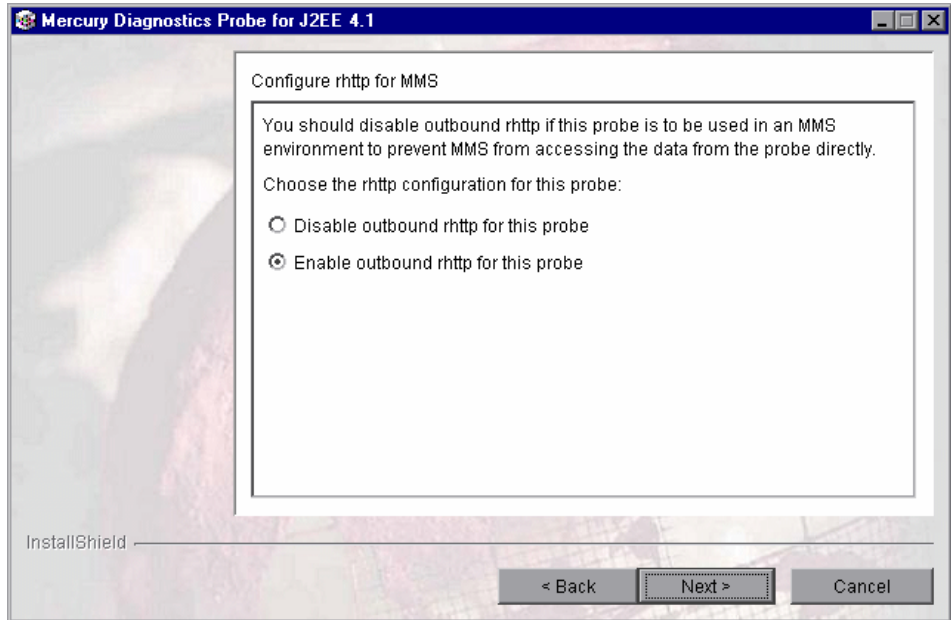 Mercury Diagnostics Probe for J2EE 4.1
Configure rhttp for MMS
You should disable outbound rhttp if this probe is to be used in an MMS
environment to prevent MMS from accessing the data from the probe directly.
Choose the rhttp configuration for this probe:
Disable outbound rhttp for this probe
Enable outbound rhttp for this probe
InstallShield
< Back
Next >
Cancel